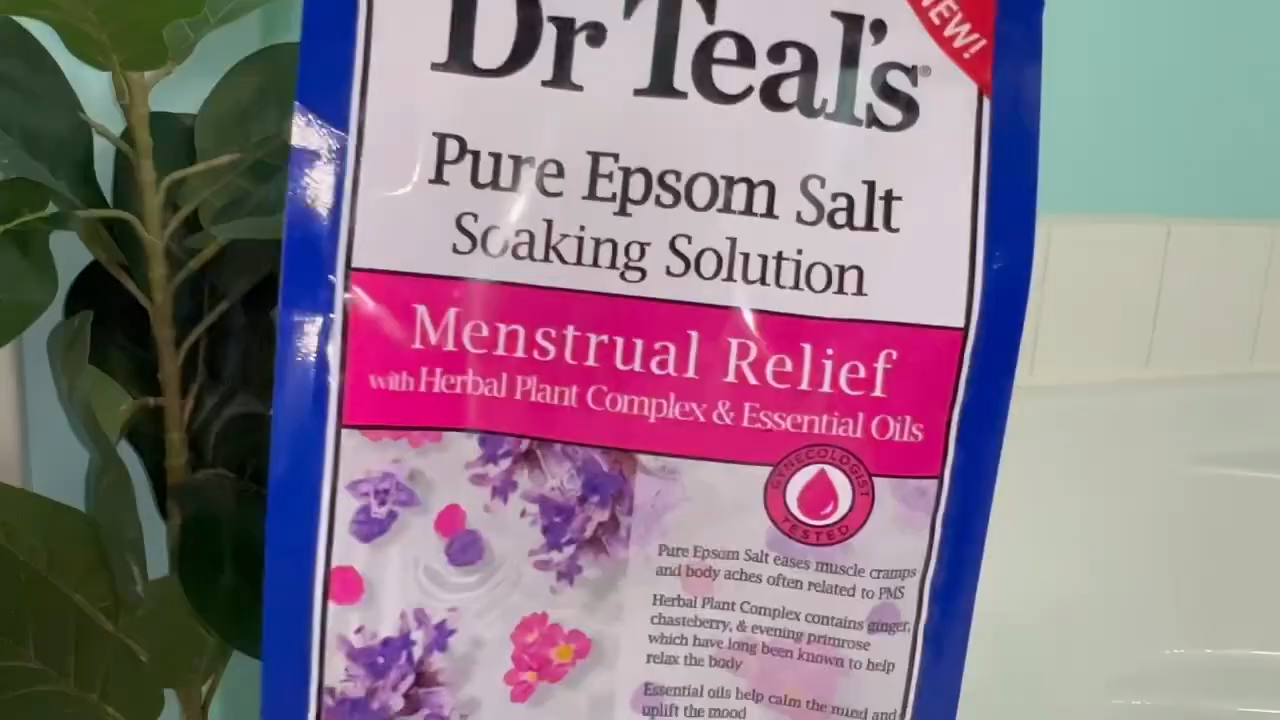 NEW!
Dr Teal's®
Pure Epsom Salt
Soaking Solution
Menstrual Relief
with Herbal Plant Complex & Essential Oils
GYNECOLOGIST
TESTED
Pure Epsom Salt eases muscle cramps
and body aches often related to PMS
Herbal Plant Complex contains ginger,
chasteberry, & evening primrose
which have long been known to help
relax the body
Essential oils help calm the mind and
uplift the mood